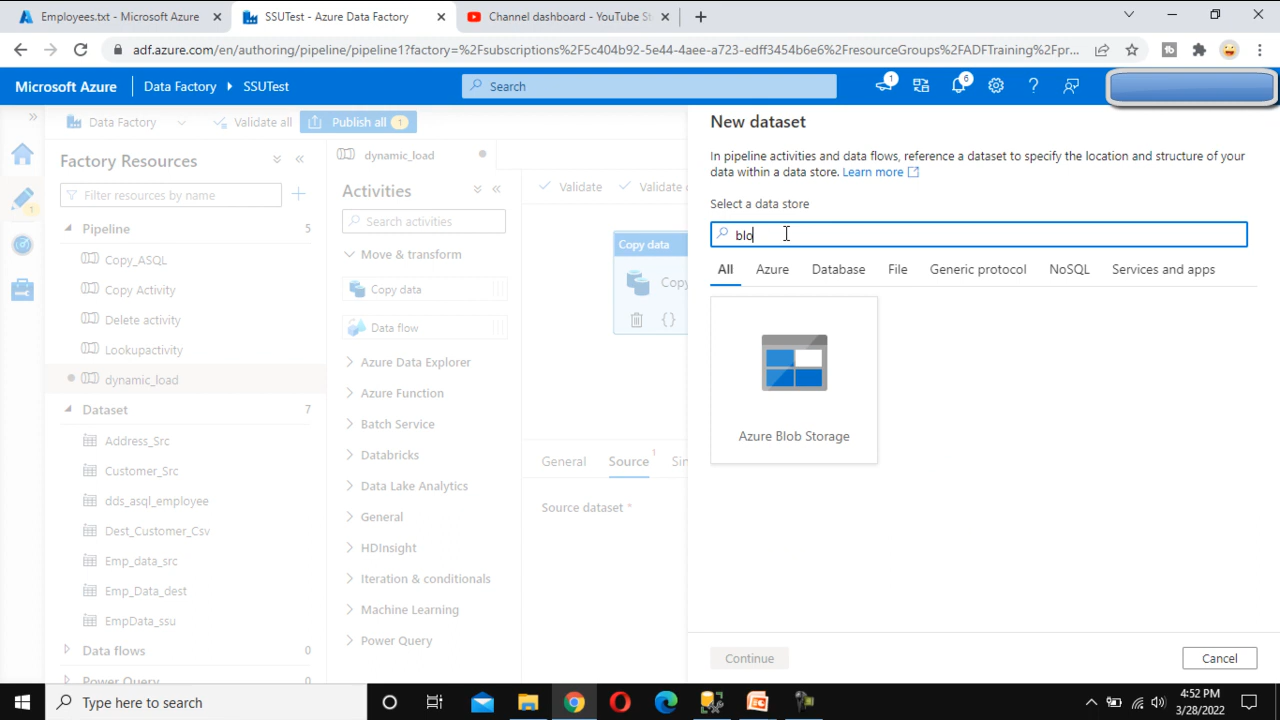 Employees.txt - Microsoft Azure
SSUTest - Azure Data Factory
Channel dashboard - YouTube St
adf.azure.com/en/authoring/pipeline/pipeline1?factory=%2Fsubscriptions%2F5c404b92-5e44-4aee-a723-edff3454b6e6%2FresourceGroups%2FADFTraining%2Fpr...
Microsoft Azure
Data Factory
SSUTest
Search
1
6
Data Factory
Validate all
Publish all
1
New dataset
In pipeline activities and data flows, reference a dataset to specify the location and structure of your
data within a data store. Learn more
Select a data store
blo
All
Azure
Database
File
Generic protocol
NoSQL
Services and apps
Azure Blob Storage
Continue
Cancel
Factory Resources
Filter resources by name
1
Pipeline
5
Copy_ASQL
Copy Activity
Delete activity
Lookupactivity
dynamic_load
Dataset
7
Address_Src
Customer_Src
dds_asql_employee
Dest_Customer_Csv
Emp_data_src
Emp_Data_dest
EmpData_ssu
Data flows
0
Power Query
0
dynamic_load
Activities
Search activities
Move & transform
Copy data
Data flow
Azure Data Explorer
Azure Function
Batch Service
Databricks
Data Lake Analytics
General
HDInsight
Iteration & conditionals
Machine Learning
Power Query
Validate
Validate c
Copy data
Copy
General
Source
1
Sin
Source dataset *
Type here to search
4:52 PM
3/28/2022